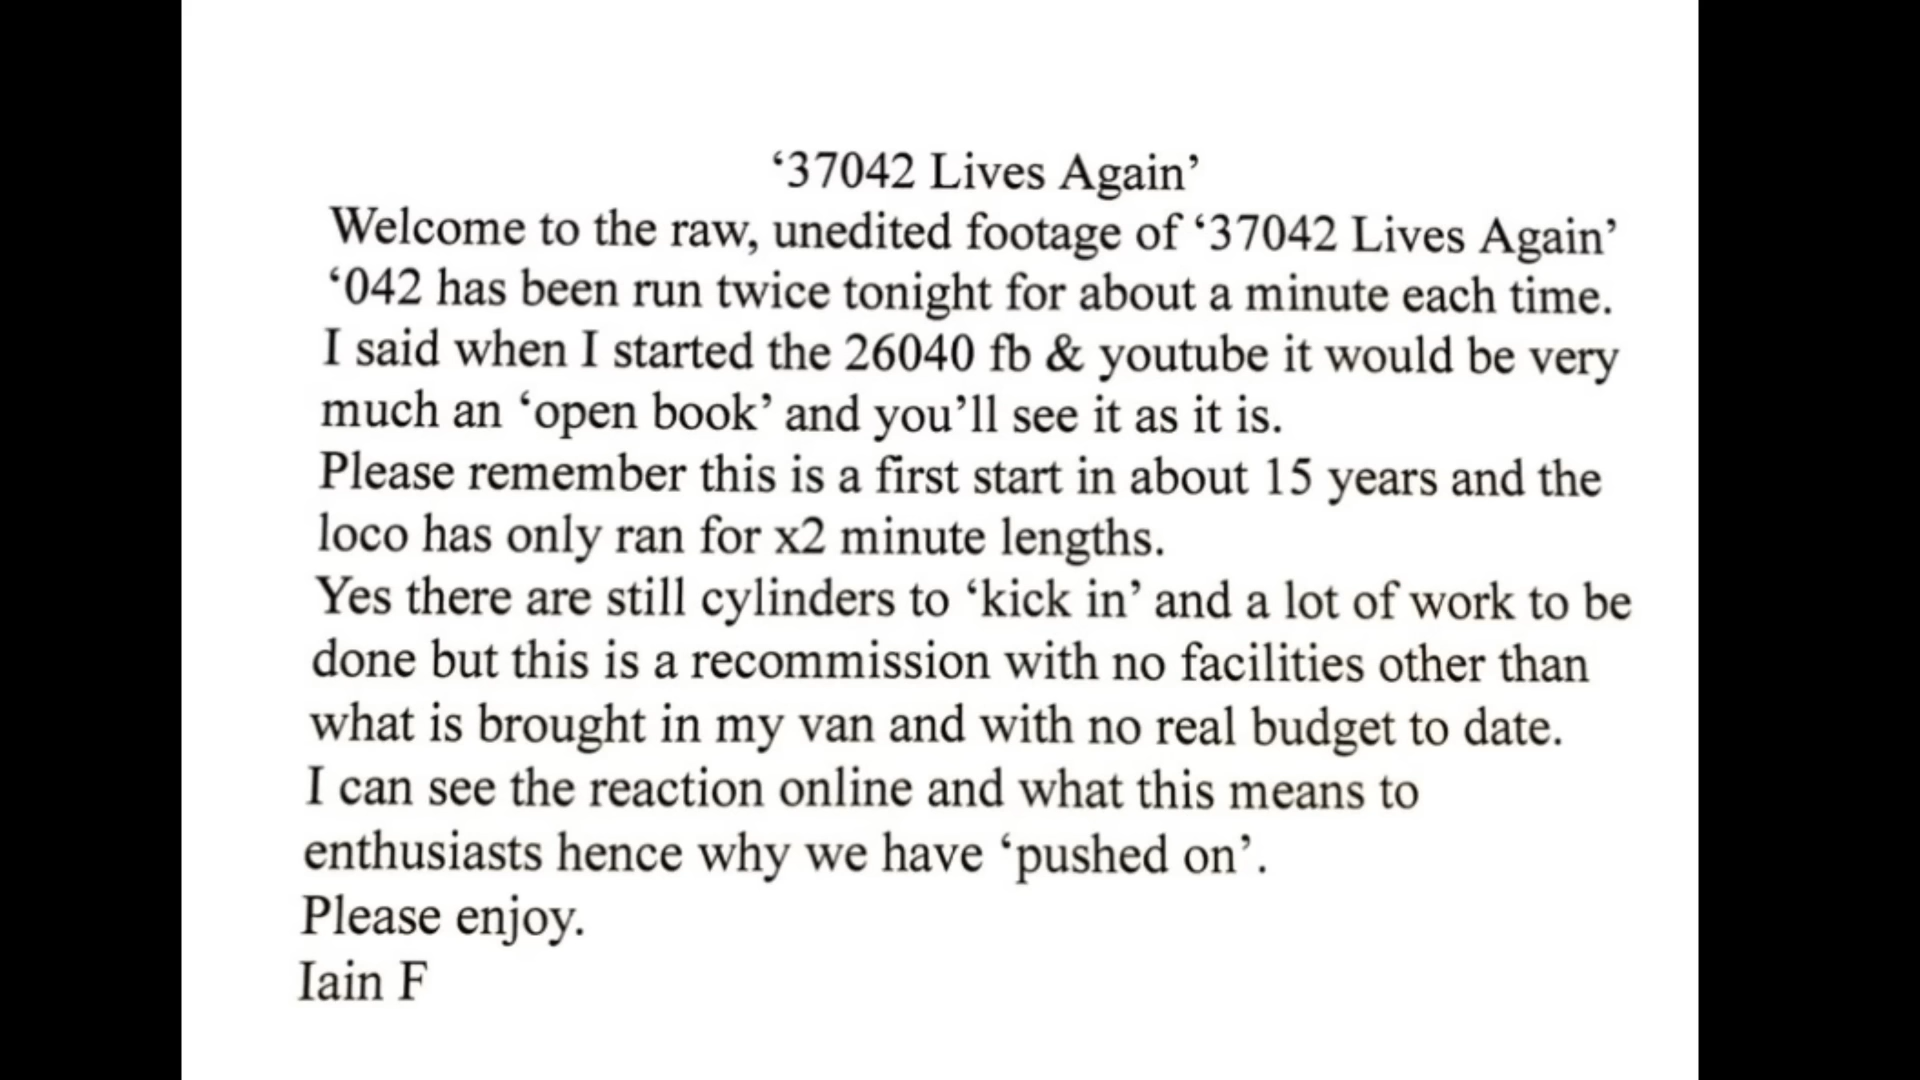 ‘37042 Lives Again’
Welcome to the raw, unedited footage of ‘37042 Lives Again’
‘042 has been run twice tonight for about a minute each time.
I said when I started the 26040 fb & youtube it would be very
much an ‘open book’ and you’ll see it as it is.
Please remember this is a first start in about 15 years and the
loco has only ran for x2 minute lengths.
Yes there are still cylinders to ‘kick in’ and a lot of work to be
done but this is a recommission with no facilities other than
what is brought in my van and with no real budget to date.
I can see the reaction online and what this means to
enthusiasts hence why we have ‘pushed on’.
Please enjoy.
Iain F